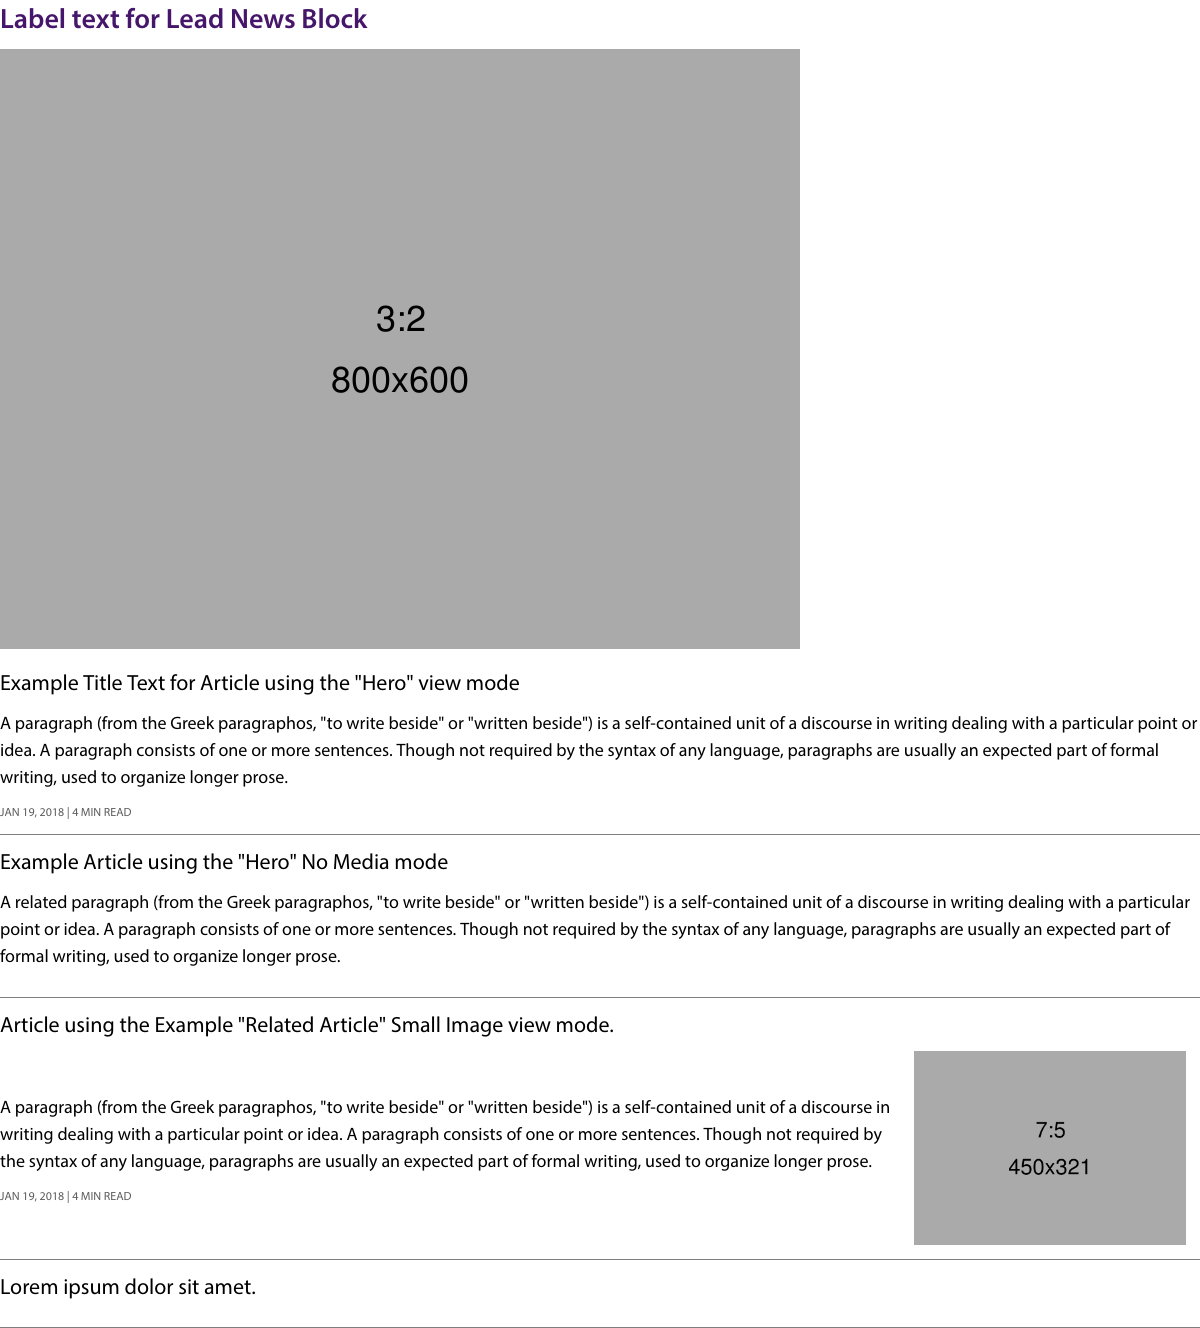 Label text for Lead News Block
3:2
800x600
Example Title Text for Article using the "Hero" view mode
A paragraph (from the Greek paragraphos, "to write beside" or "written beside") is a self-contained unit of a discourse in writing dealing with a particular point or
idea. A paragraph consists of one or more sentences. Though not required by the syntax of any language, paragraphs are usually an expected part of formal
writing, used to organize longer prose.
JAN 19, 2018 | 4 MIN READ
Example Article using the "Hero" No Media mode
A related paragraph (from the Greek paragraphos, "to write beside" or "written beside") is a self-contained unit of a discourse in writing dealing with a particular
point or idea. A paragraph consists of one or more sentences. Though not required by the syntax of any language, paragraphs are usually an expected part of
formal writing, used to organize longer prose.
Article using the Example "Related Article" Small Image view mode.
A paragraph (from the Greek paragraphos, "to write beside" or "written beside") is a self-contained unit of a discourse in
writing dealing with a particular point or idea. A paragraph consists of one or more sentences. Though not required by
the syntax of any language, paragraphs are usually an expected part of formal writing, used to organize longer prose.
JAN 19, 2018 | 4 MIN READ
7:5
450x321
Lorem ipsum dolor sit amet.